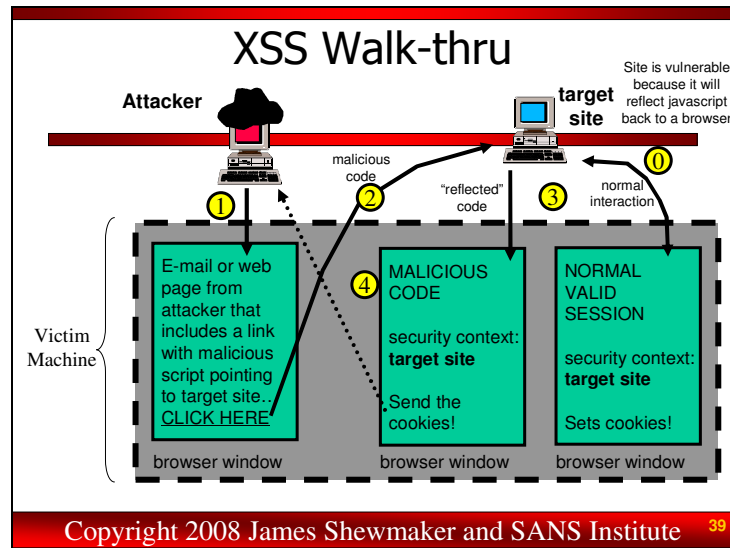 XSS Walk-thru
Attacker
target
site
Site is vulnerable
because it will
reflect javascript
back to a browser
malicious
code
"reflected"
code
normal
interaction
0
1
2
3
4
Victim
Machine
E-mail or web
page from
attacker that
includes a link
with malicious
script pointing
to target site…
CLICK HERE
browser window
MALICIOUS
CODE
security context:
target site
Send the
cookies!
browser window
NORMAL
VALID
SESSION
security context:
target site
Sets cookies!
browser window
Copyright 2008 James Shewmaker and SANS Institute
39